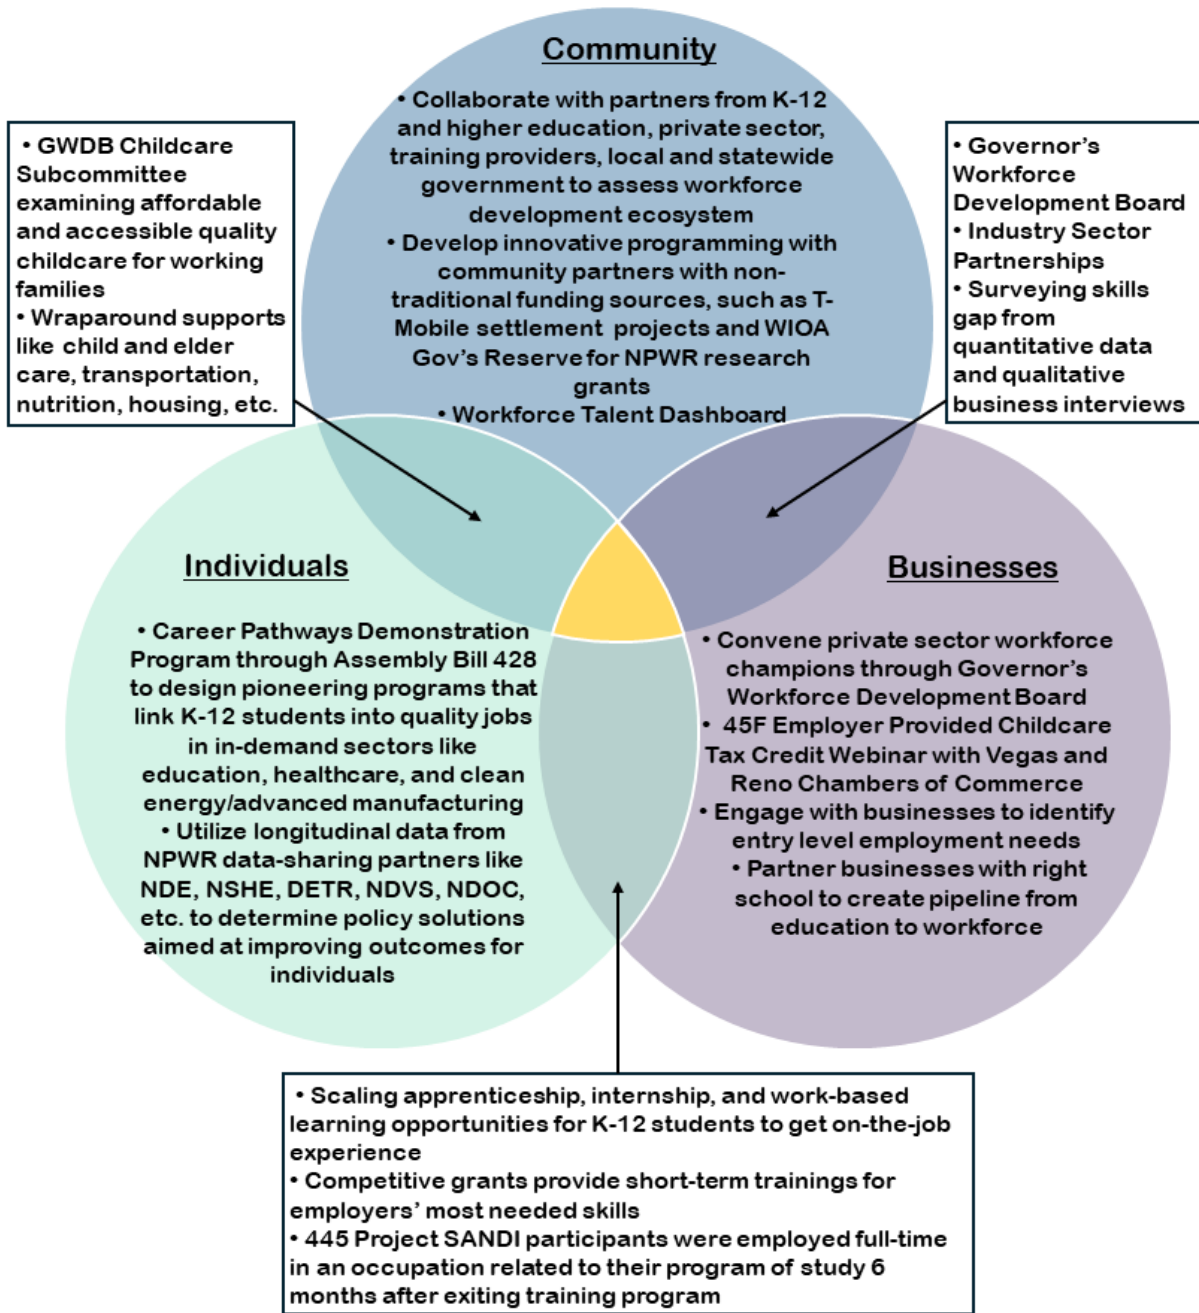 Community
• Collaborate with partners from K-12
and higher education, private sector,
training providers, local and statewide
government to assess workforce
development ecosystem
• Develop innovative programming with
community partners with non-
traditional funding sources, such as T-
Mobile settlement projects and WIOA
Gov's Reserve for NPWR research
grants
• Workforce Talent Dashboard
• GWDB Childcare
Subcommittee
examining affordable
and accessible quality
childcare for working
families
• Wraparound supports
like child and elder
care, transportation,
nutrition, housing, etc.
• Governor's
Workforce
Development Board
• Industry Sector
Partnerships
• Surveying skills
gap from
quantitative data
and qualitative
business interviews
Individuals
• Career Pathways Demonstration
Program through Assembly Bill 428
to design pioneering programs that
link K-12 students into quality jobs
in in-demand sectors like
education, healthcare, and clean
energy/advanced manufacturing
• Utilize longitudinal data from
NPWR data-sharing partners like
NDE, NSHE, DETR, NDVS, NDOC,
etc. to determine policy solutions
aimed at improving outcomes for
individuals
Businesses
• Convene private sector workforce
champions through Governor's
Workforce Development Board
• 45F Employer Provided Childcare
Tax Credit Webinar with Vegas and
Reno Chambers of Commerce
• Engage with businesses to identify
entry level employment needs
• Partner businesses with right
school to create pipeline from
education to workforce
• Scaling apprenticeship, internship, and work-based
learning opportunities for K-12 students to get on-the-job
experience
• Competitive grants provide short-term trainings for
employers' most needed skills
• 445 Project SANDI participants were employed full-time
in an occupation related to their program of study 6
months after exiting training program